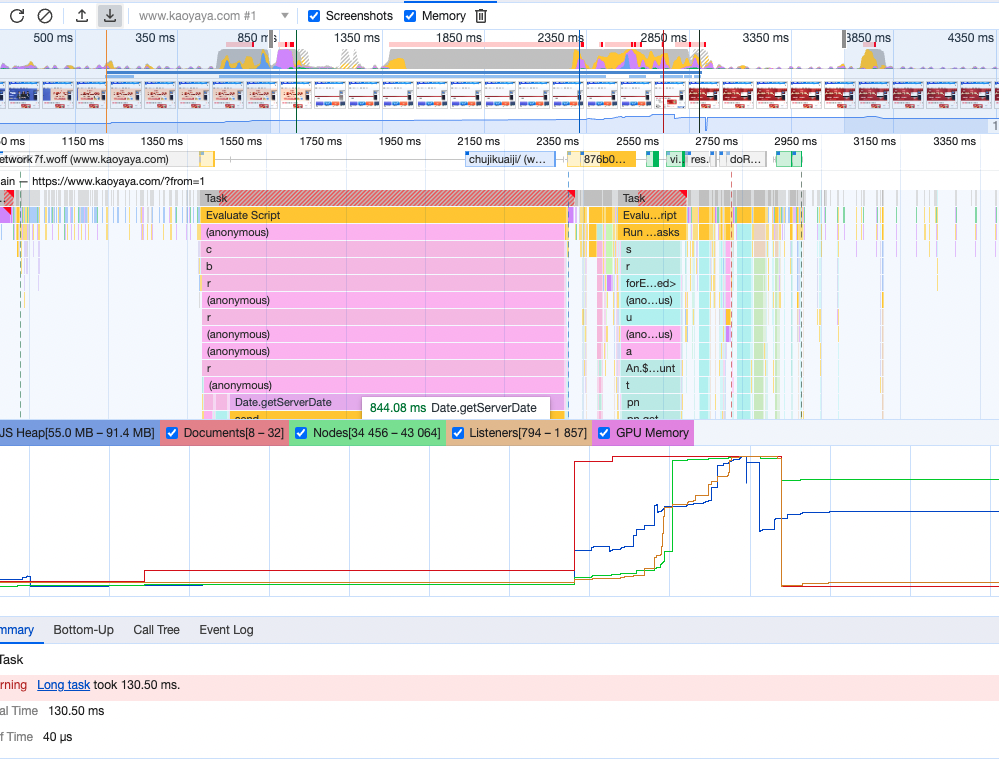 www.kaoyaya.com #1
Screenshots
Memory
500 ms 350 ms 850 ms 1350 ms 1850 ms 2350 ms 2850 ms 3350 ms 3850 ms 4350 ms
1
50 ms 1150 ms 1350 ms 1550 ms 1750 ms 1950 ms 2150 ms 2350 ms 2550 ms 2750 ms 2950 ms 3150 ms 3350 ms
etwork 7f.woff (www.kaoyaya.com) chujikuaiji/ (w... 876b0... vi. res. doR...
ain — https://www.kaoyaya.com/?from=1
Task Task
Evaluate Script Evalu...ript
(anonymous) Run ...asks
c s
b r
r forE...ed>
(anonymous) (ano...us)
r u
(anonymous) (ano...us)
(anonymous) a
r An.$...unt
(anonymous) t
Date.getServerDate pn
844.08 ms Date.getServerDate
send pn.get
JS Heap[55.0 MB – 91.4 MB] Documents[8 – 32] Nodes[34 456 – 43 064] Listeners[794 – 1 857] GPU Memory
mmary Bottom-Up Call Tree Event Log
Task
rning Long task took 130.50 ms.
al Time 130.50 ms
f Time 40 µs